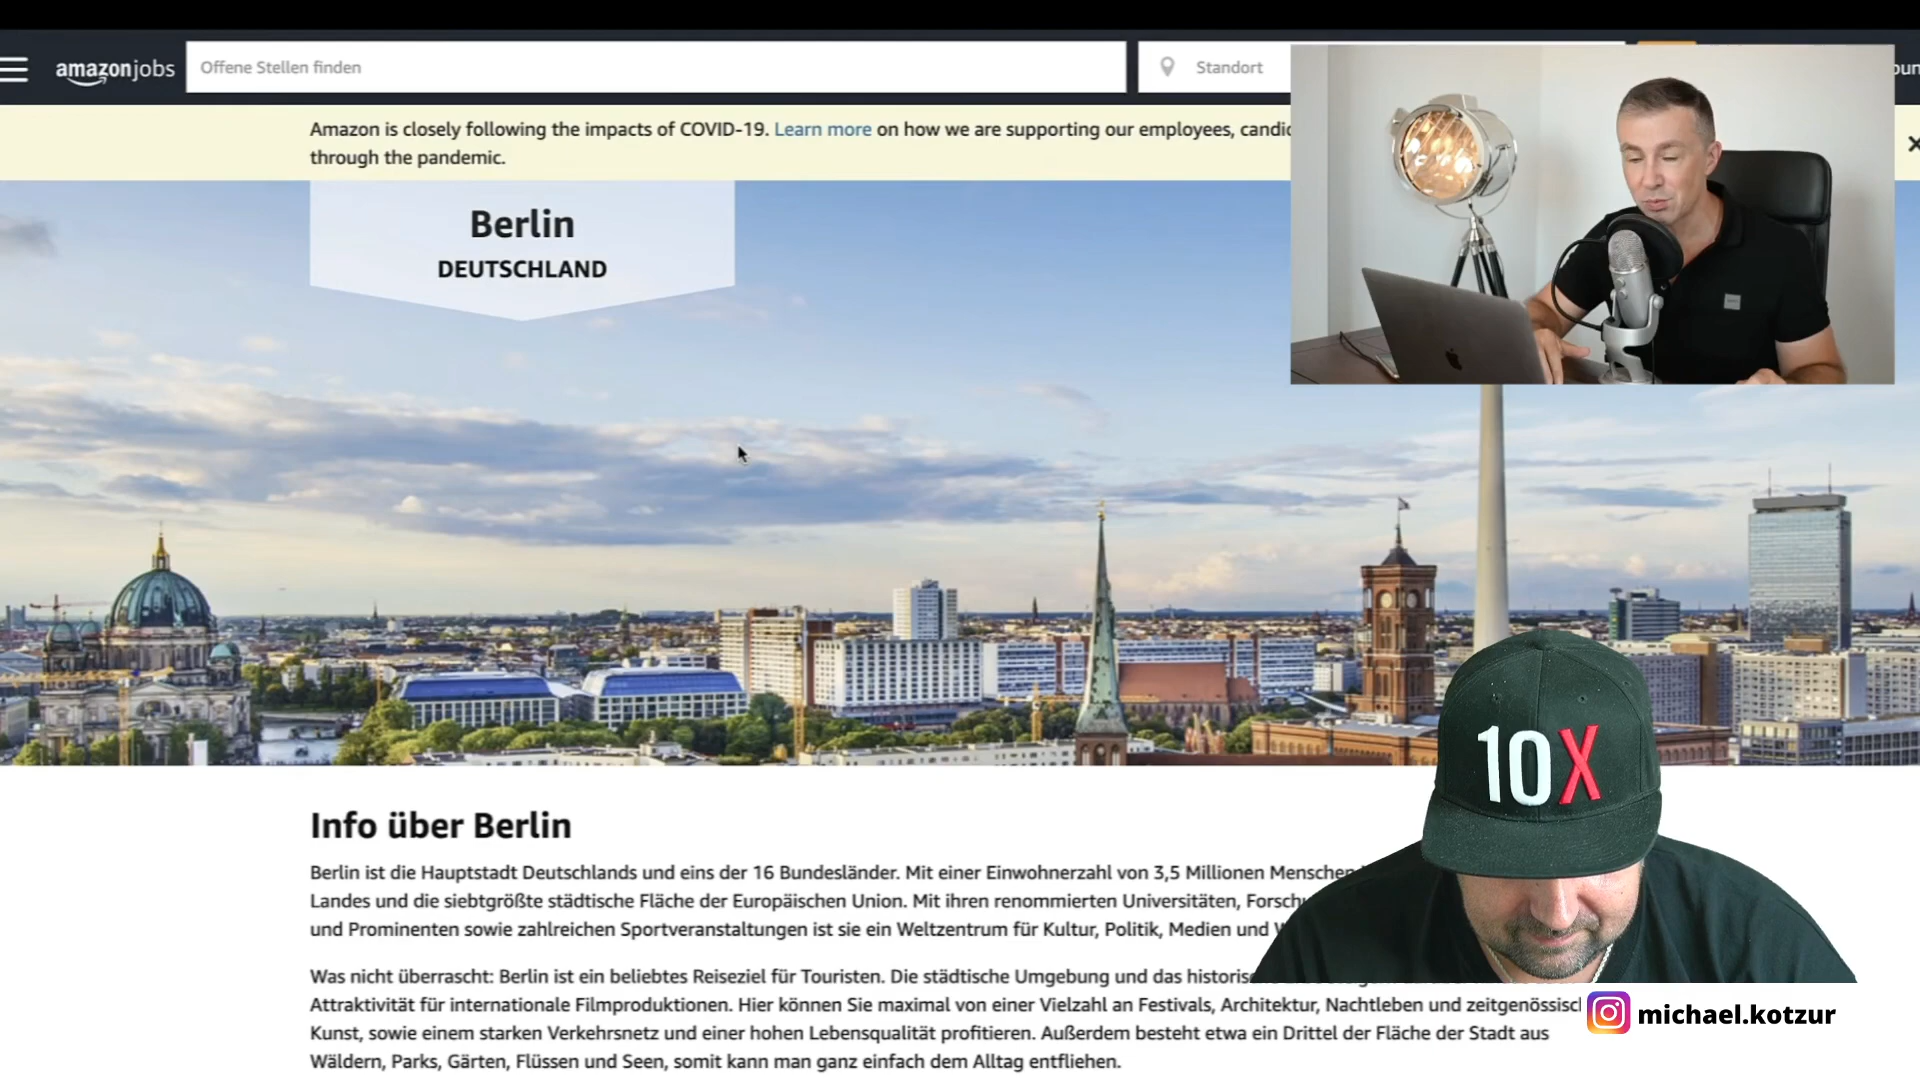 amazonjobs
Offene Stellen finden
Standort
Amazon is closely following the impacts of COVID-19. Learn more on how we are supporting our employees,
through the pandemic.
Berlin
DEUTSCHLAND
10X
Info über Berlin
Berlin ist die Hauptstadt Deutschlands und eins der 16 Bundesländer. Mit einer Einwohnerzahl von 3,5 Millionen Menschen
Landes und die siebtgrößte städtische Fläche der Europäischen Union. Mit ihren renommierten Universitäten,
und Prominenten sowie zahlreichen Sportveranstaltungen ist sie ein Weltzentrum für Kultur, Politik, Medien und
Was nicht überrascht: Berlin ist ein beliebtes Reiseziel für Touristen. Die städtische Umgebung und das
Attraktivität für internationale Filmproduktionen. Hier können Sie maximal von einer Vielzahl an Festivals, Architektur, Nachtleben und
Kunst, sowie einem starken Verkehrsnetz und einer hohen Lebensqualität profitieren. Außerdem besteht etwa ein Drittel der Fläche der Stadt aus
Wäldern, Parks, Gärten, Flüssen und Seen, somit kann man ganz einfach dem Alltag entfliehen.
michael.kotzur